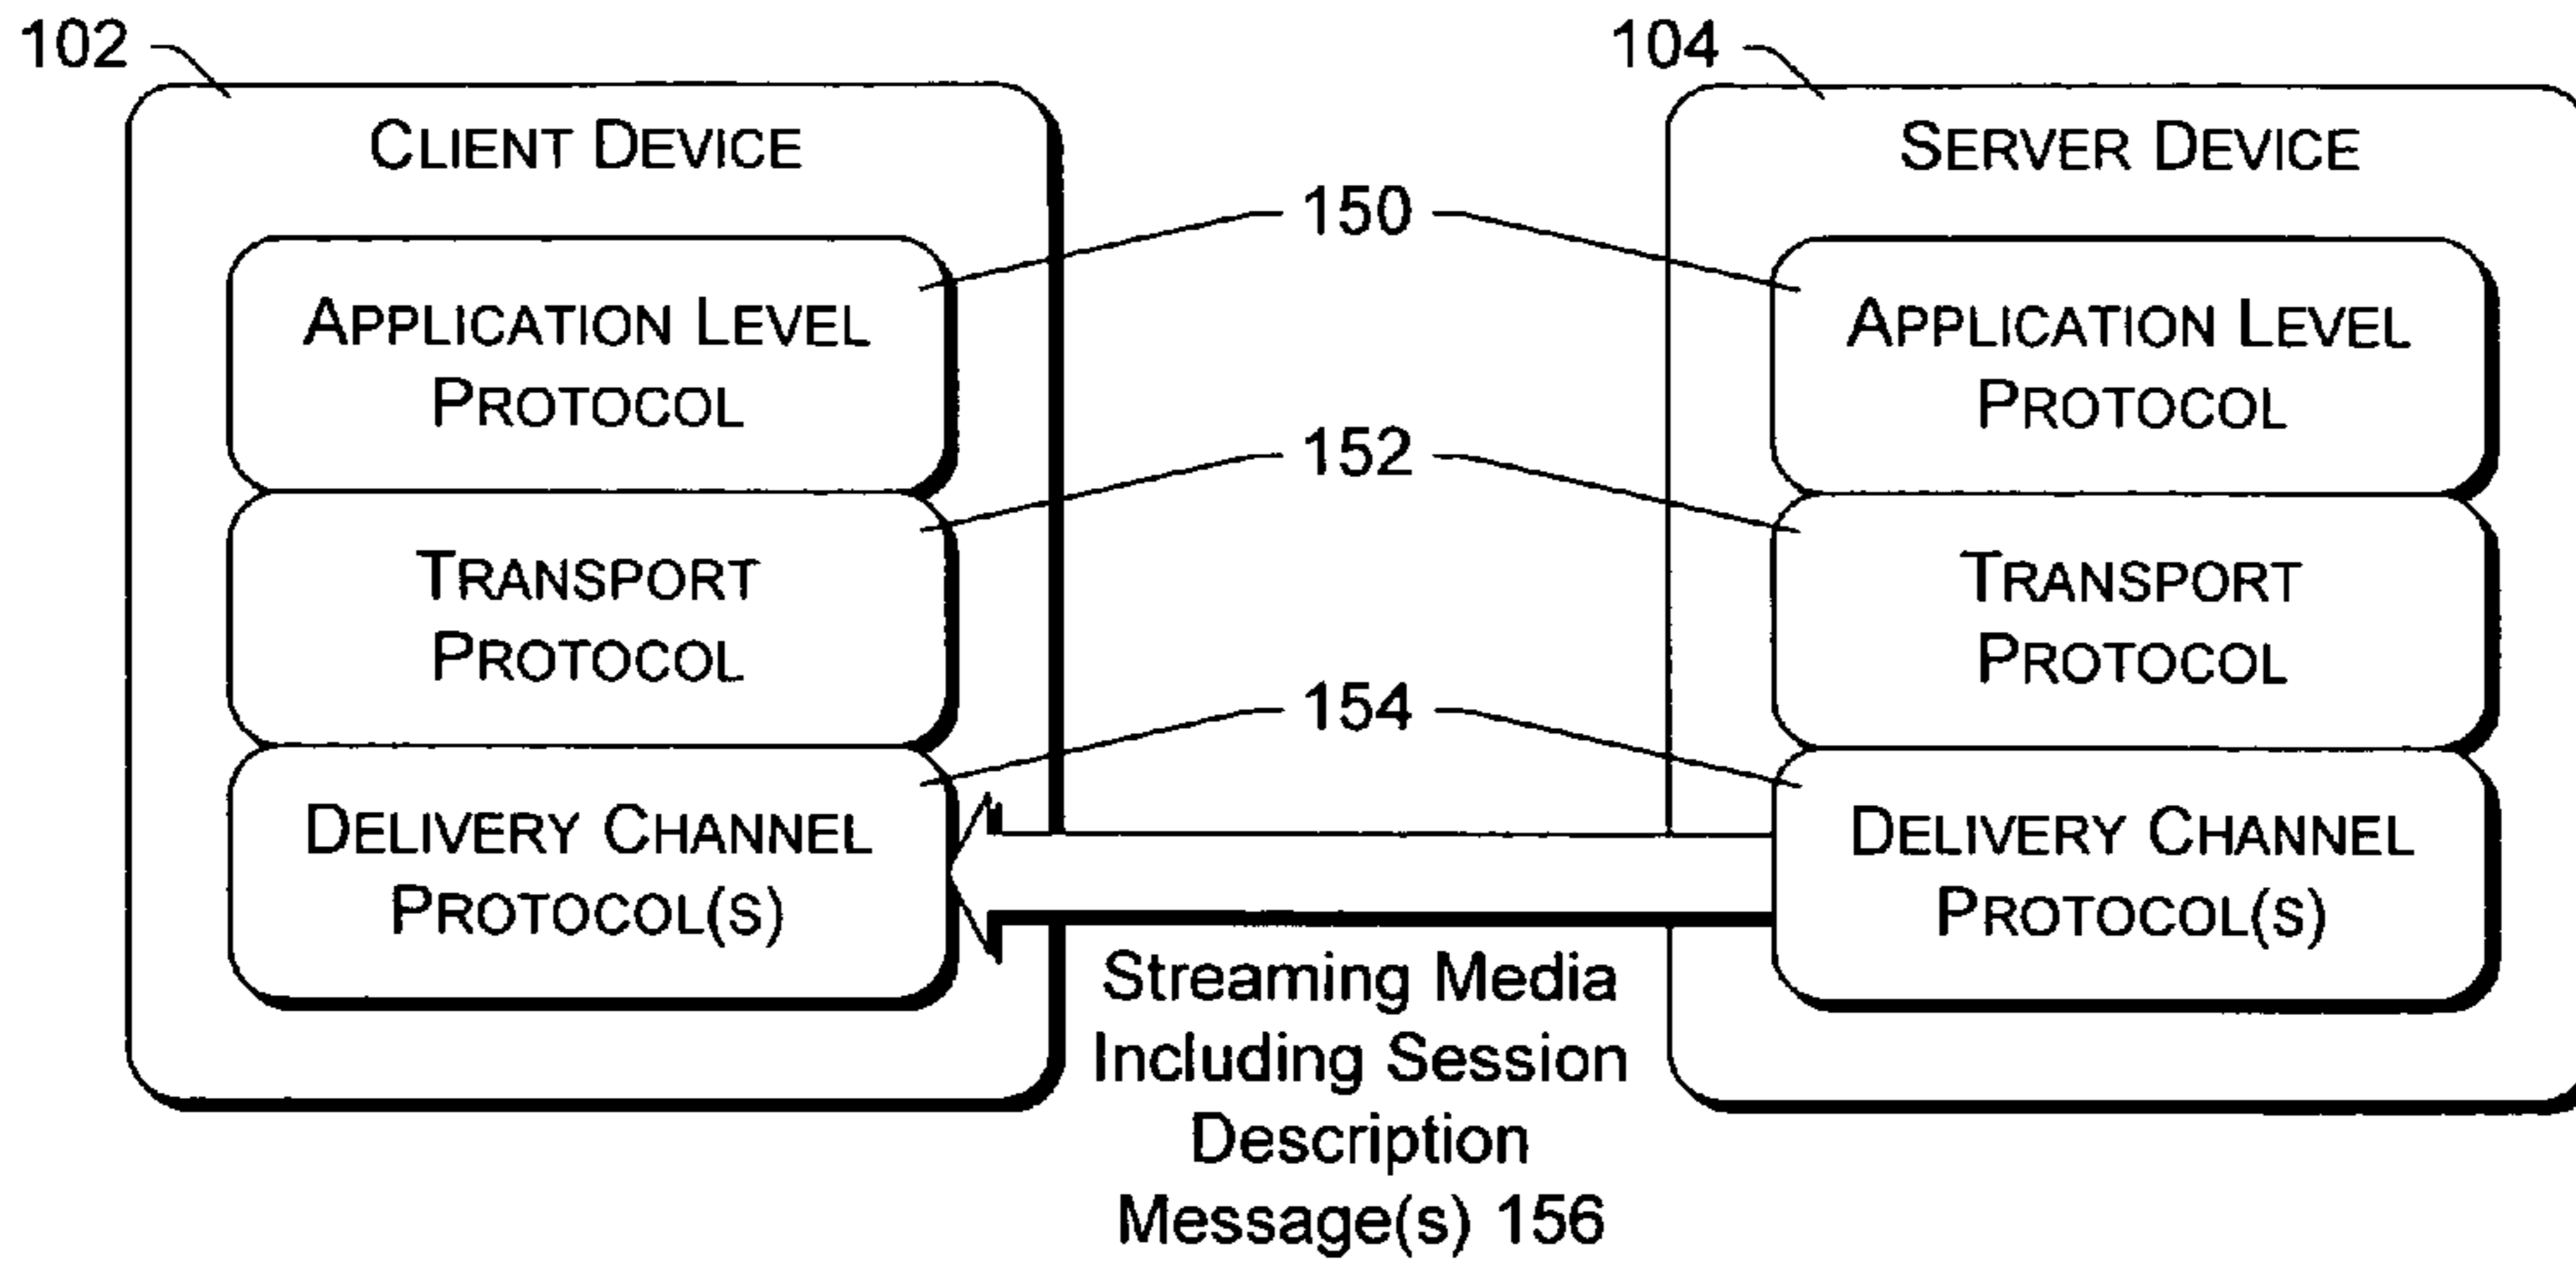 102
104
CLIENT DEVICE
SERVER DEVICE
150
APPLICATION LEVEL
PROTOCOL
APPLICATION LEVEL
PROTOCOL
152
TRANSPORT
PROTOCOL
TRANSPORT
PROTOCOL
154
DELIVERY CHANNEL
PROTOCOL(S)
DELIVERY CHANNEL
PROTOCOL(S)
Streaming Media
Including Session
Description
Message(s) 156